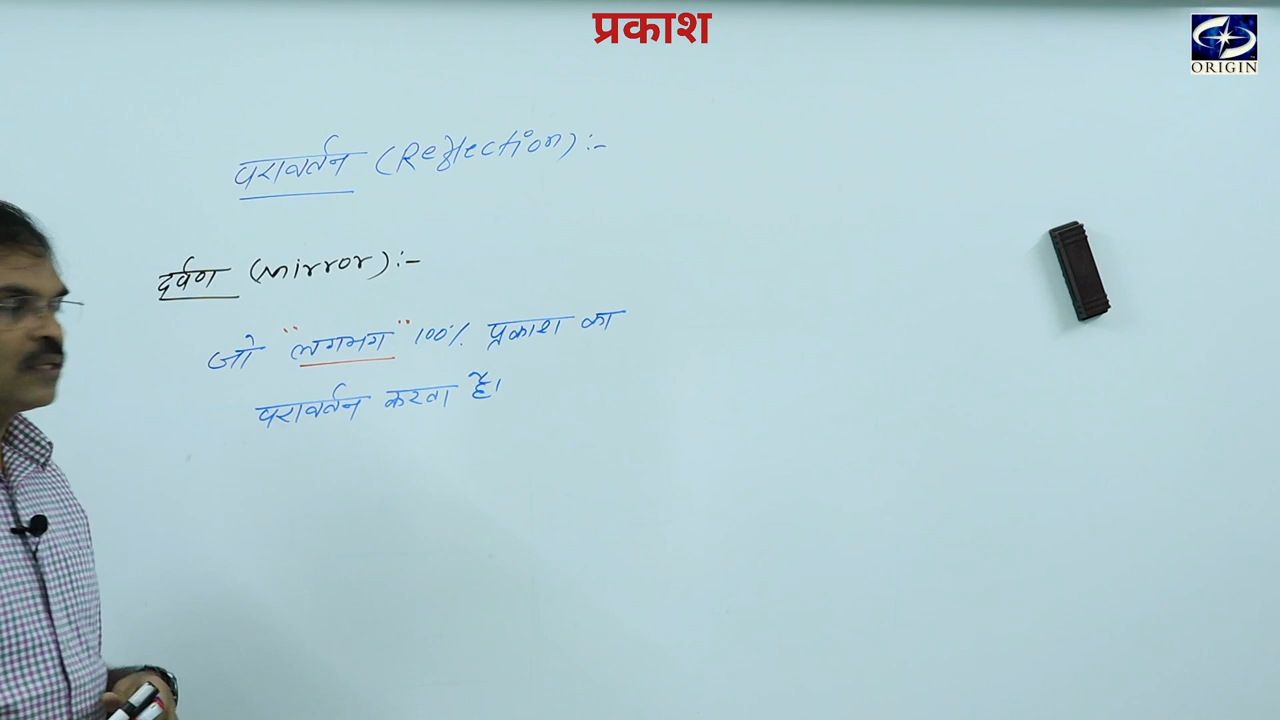 प्रकाश
ORIGIN
परावर्तन (Reflection):-
दर्पण (mirror):-
जो "लगभग" 100% प्रकाश का
परावर्तन करता है।